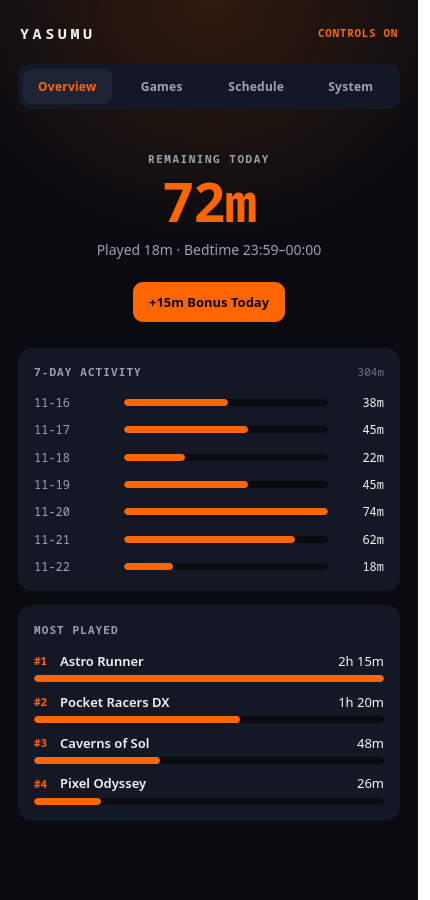 YASUMU CONTROLS ON
Overview Games Schedule System
REMAINING TODAY
72m
Played 18m · Bedtime 23:59–00:00
+15m Bonus Today
7-DAY ACTIVITY 304m
11-16 38m
11-17 45m
11-18 22m
11-19 45m
11-20 74m
11-21 62m
11-22 18m
MOST PLAYED
#1 Astro Runner 2h 15m
#2 Pocket Racers DX 1h 20m
#3 Caverns of Sol 48m
#4 Pixel Odyssey 26m